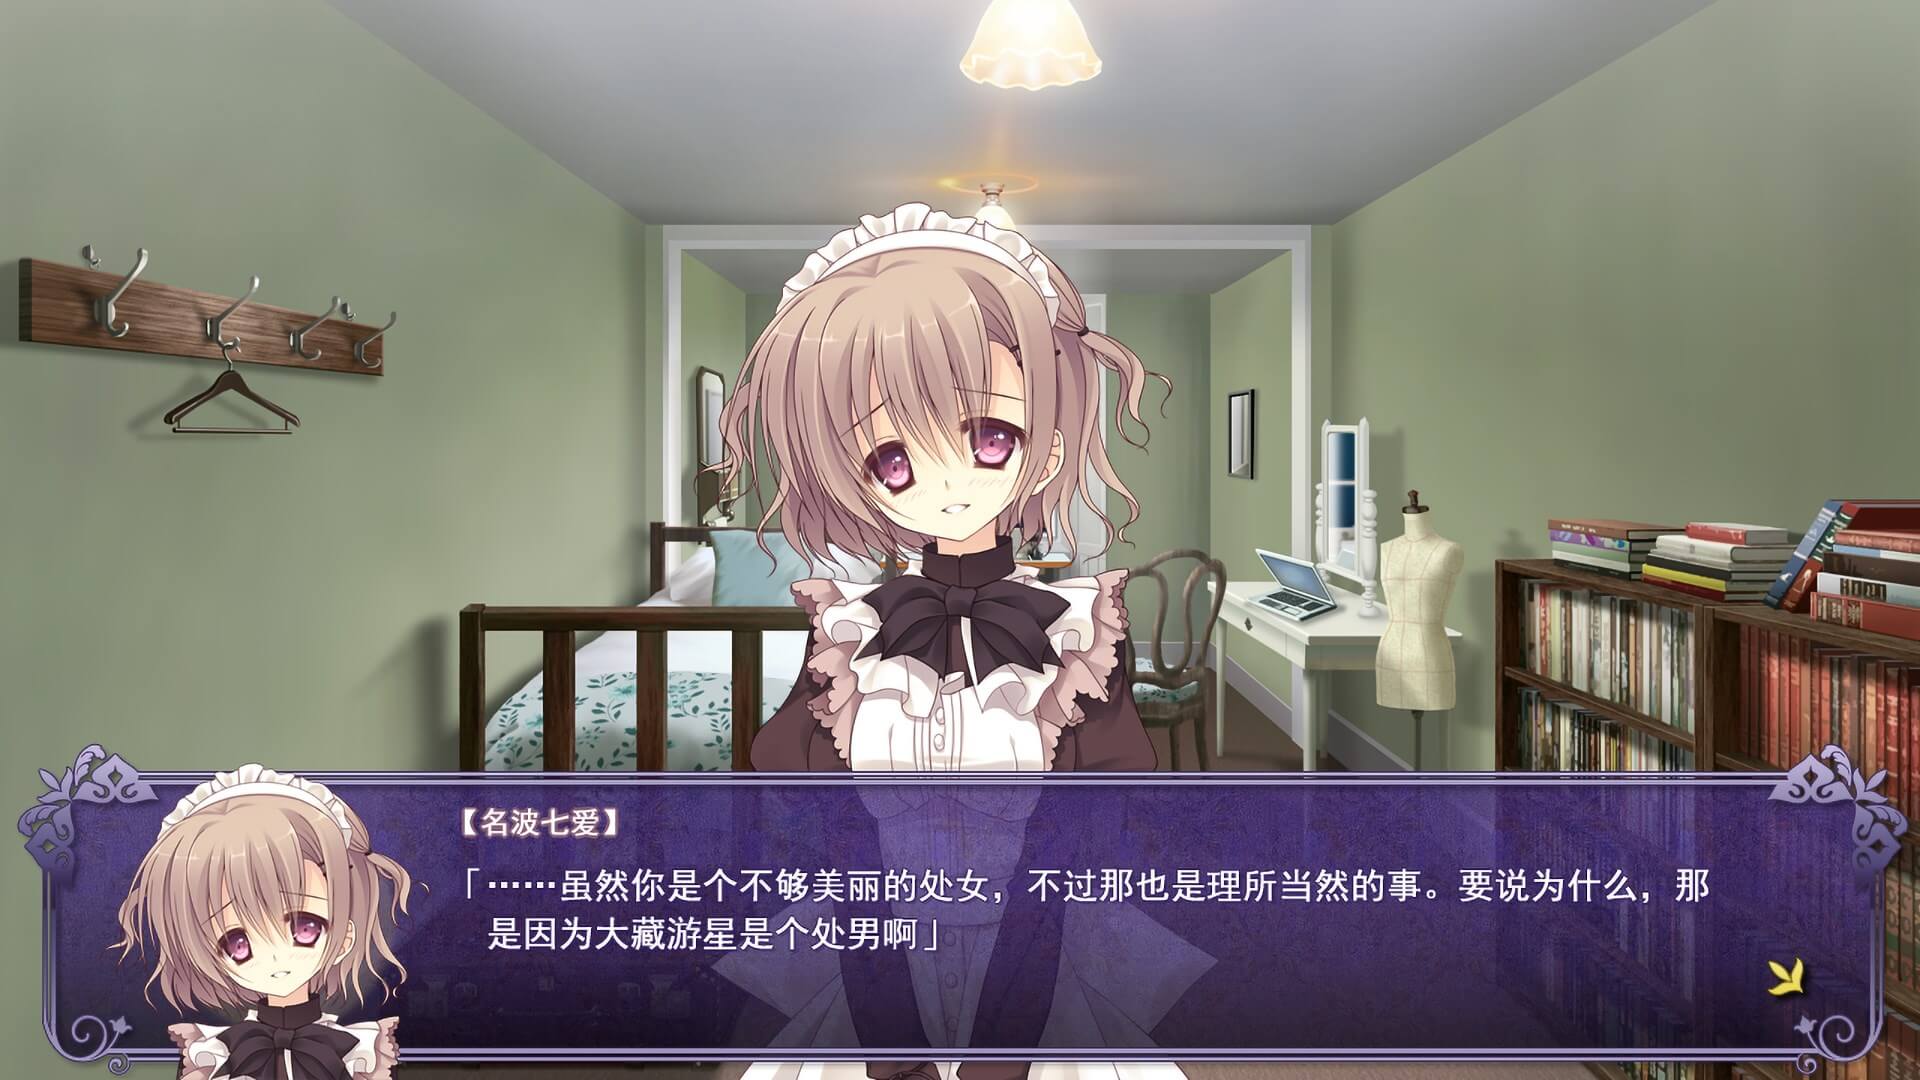 【名波七爱】
「……虽然你是个不够美丽的处女，不过那也是理所当然的事。要说为什么，那
是因为大藏游星是个处男啊」